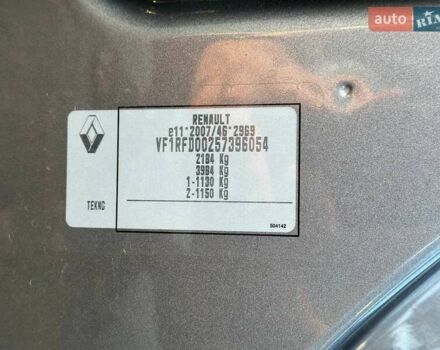 auto RIA
RENAULT
e11*2007/46*2969
VF1RFD00257396054
2184 Kg
3984 Kg
1-1130 Kg
2-1150 Kg
TEKNG
504142